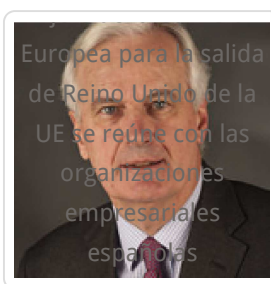 Europea para la salida
de Reino Unido de la
UE se reúne con las
organizaciones
empresariales
españolas